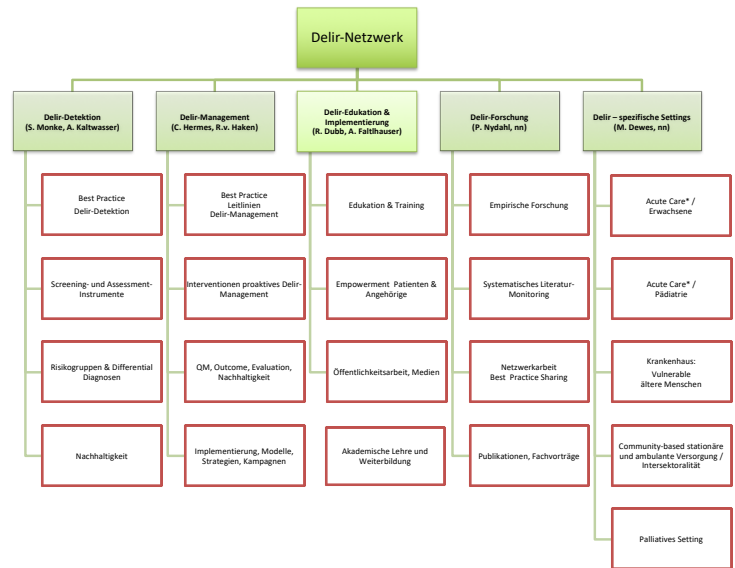 Delir-Netzwerk
Delir-Detektion
(S. Monke, A. Kaltwasser)
Best Practice
Delir-Detektion
Screening- und Assessment-
Instrumente
Risikogruppen & Differential
Diagnosen
Nachhaltigkeit
Delir-Management
(C. Hermes, R.v. Haken)
Best Practice
Leitlinien
Delir-Management
Interventionen proaktives Delir-
Management
QM, Outcome, Evaluation,
Nachhaltigkeit
Implementierung, Modelle,
Strategien, Kampagnen
Delir-Edukation &
Implementierung
(R. Dubb, A. Faltlhauser)
Edukation & Training
Empowerment Patienten &
Angehörige
Öffentlichkeitsarbeit, Medien
Akademische Lehre und
Weiterbildung
Delir-Forschung
(P. Nydahl, nn)
Empirische Forschung
Systematisches Literatur-
Monitoring
Netzwerkarbeit
Best Practice Sharing
Publikationen, Fachvorträge
Delir – spezifische Settings
(M. Dewes, nn)
Acute Care* /
Erwachsene
Acute Care* /
Pädiatrie
Krankenhaus:
Vulnerable
ältere Menschen
Community-based stationäre
und ambulante Versorgung /
Intersektoralität
Palliatives Setting